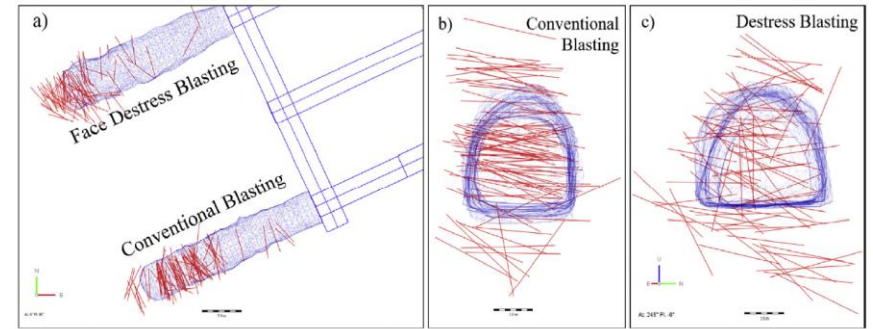 a)
Face Destress Blasting
Conventional Blasting
N
E
b)
Conventional
Blasting
c)
Destress Blasting
U
N